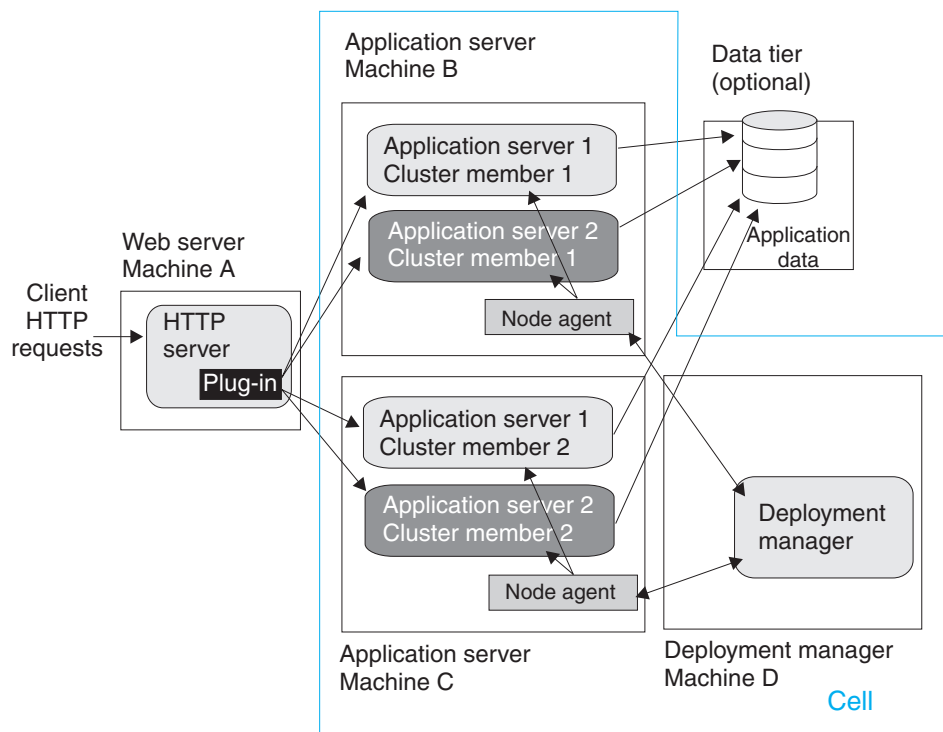 Client
HTTP
requests
Web server
Machine A
HTTP
server
Plug-in
Application server
Machine B
Application server 1
Cluster member 1
Application server 2
Cluster member 1
Node agent
Application server 1
Cluster member 2
Application server 2
Cluster member 2
Node agent
Application server
Machine C
Data tier
(optional)
Application
data
Deployment
manager
Deployment manager
Machine D
Cell